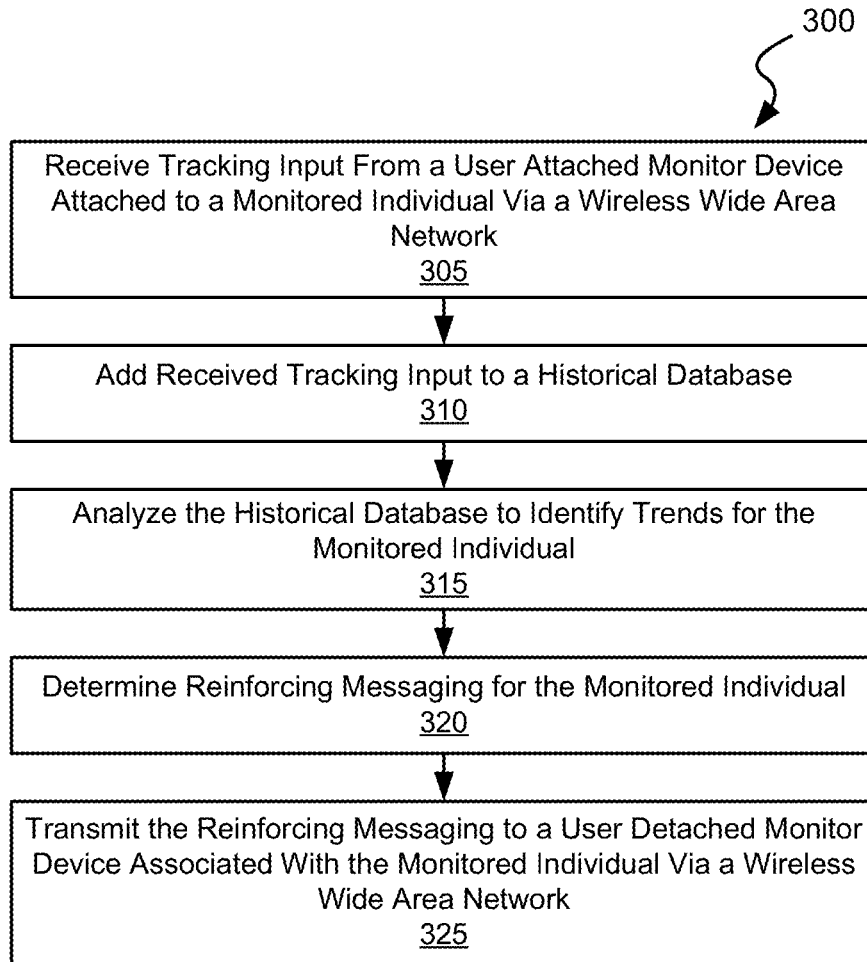 300
Receive Tracking Input From a User Attached Monitor Device
Attached to a Monitored Individual Via a Wireless Wide Area
Network
305
Add Received Tracking Input to a Historical Database
310
Analyze the Historical Database to Identify Trends for the
Monitored Individual
315
Determine Reinforcing Messaging for the Monitored Individual
320
Transmit the Reinforcing Messaging to a User Detached Monitor
Device Associated With the Monitored Individual Via a Wireless
Wide Area Network
325